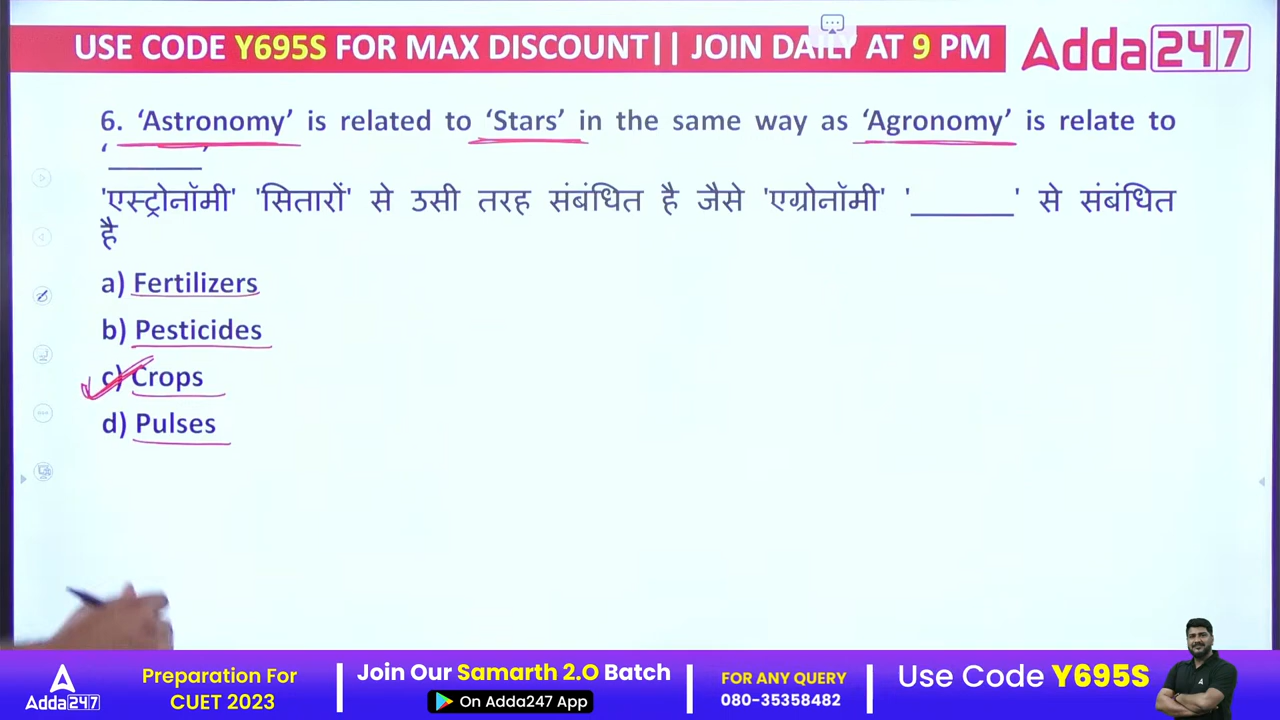 USE CODE Y695S FOR MAX DISCOUNT|| JOIN DAILY AT 9 PM
Adda247
6. ‘Astronomy’ is related to ‘Stars’ in the same way as ‘Agronomy’ is relate to
‘_______’
'एस्ट्रोनॉमी' 'सितारों' से उसी तरह संबंधित है जैसे 'एग्रोनॉमी' '_______' से संबंधित
है
a) Fertilizers
b) Pesticides
c) Crops
d) Pulses
Adda247
Preparation For
CUET 2023
Join Our Samarth 2.O Batch
On Adda247 App
FOR ANY QUERY
080-35358482
Use Code Y695S